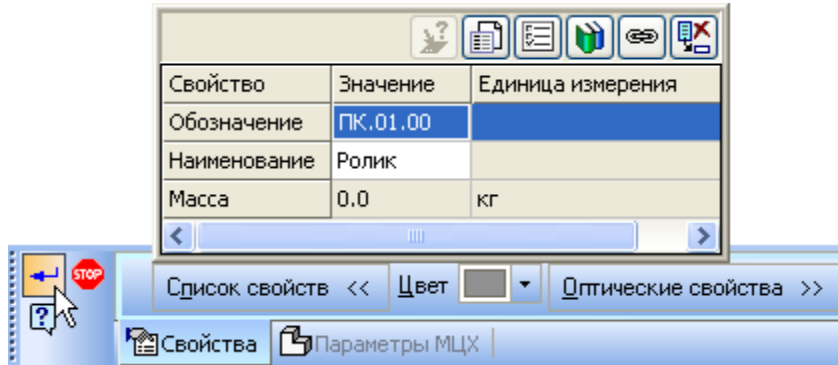 Свойство Значение Единица измерения
Обозначение ПК.01.00
Наименование Ролик
Масса 0.0 кг
STOP Список свойств << Цвет Оптические свойства >>
Свойства Параметры МЦХ